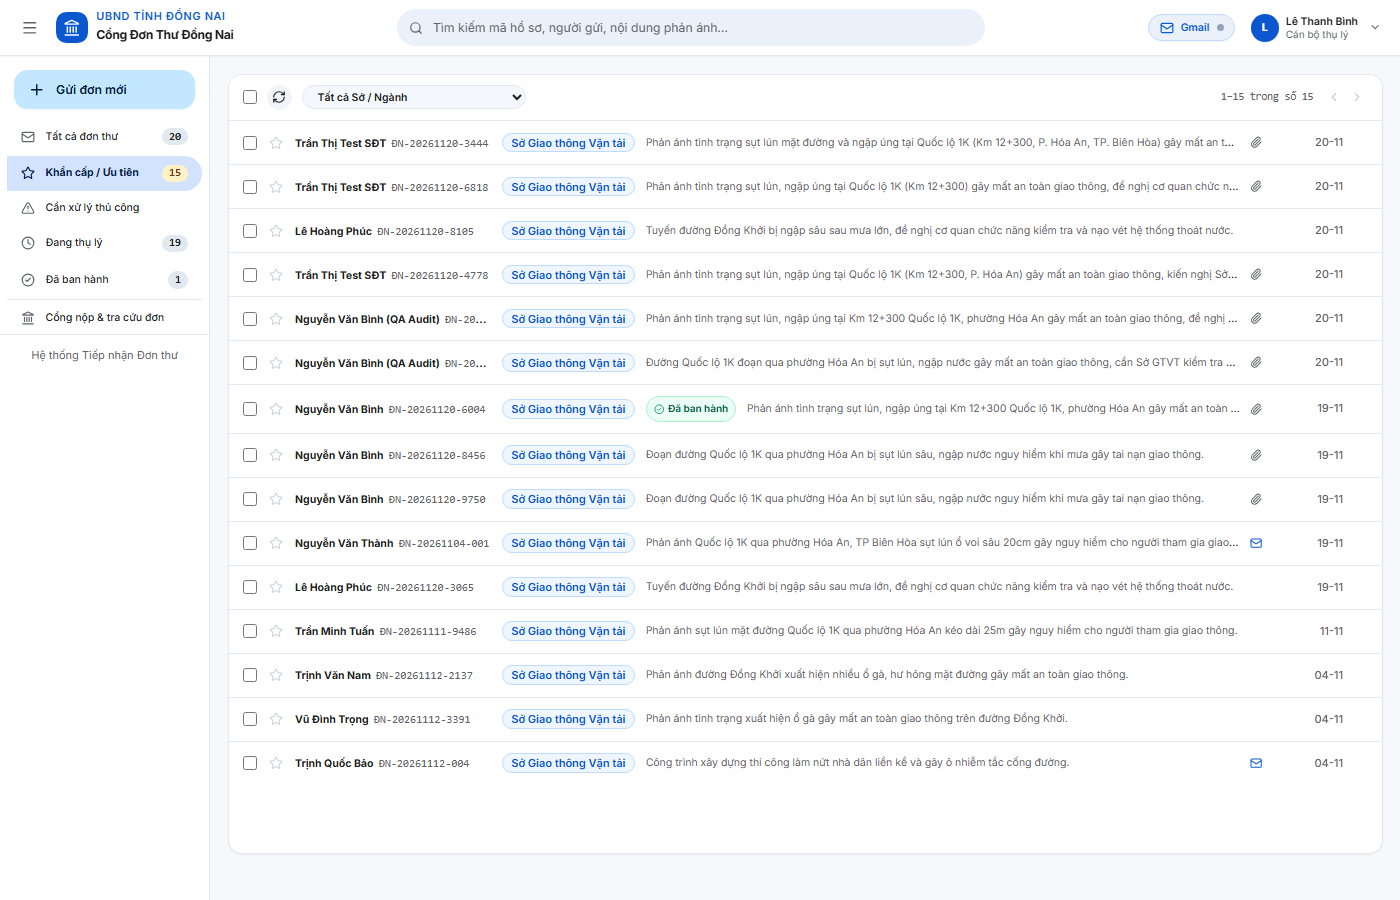 UBND TỈNH ĐỒNG NAI
Cổng Đơn Thư Đồng Nai
Tìm kiếm mã hồ sơ, người gửi, nội dung phản ánh...
Gmail
L
Lê Thanh Bình
Cán bộ thụ lý
Gửi đơn mới
Tất cả đơn thư 20
Khẩn cấp / Ưu tiên 15
Cần xử lý thủ công
Đang thụ lý 19
Đã ban hành 1
Cổng nộp & tra cứu đơn
Hệ thống Tiếp nhận Đơn thư
Tất cả Sở / Ngành
1-15 trong số 15
Trần Thị Test SĐT ĐN-20261120-3444 Sở Giao thông Vận tải Phản ánh tình trạng sụt lún mặt đường và ngập úng tại Quốc lộ 1K (Km 12+300, P. Hóa An, TP. Biên Hòa) gây mất an t... 20-11
Trần Thị Test SĐT ĐN-20261120-6818 Sở Giao thông Vận tải Phản ánh tình trạng sụt lún, ngập úng tại Quốc lộ 1K (Km 12+300) gây mất an toàn giao thông, đề nghị cơ quan chức n... 20-11
Lê Hoàng Phúc ĐN-20261120-8105 Sở Giao thông Vận tải Tuyến đường Đồng Khởi bị ngập sâu sau mưa lớn, đề nghị cơ quan chức năng kiểm tra và nạo vét hệ thống thoát nước. 20-11
Trần Thị Test SĐT ĐN-20261120-4778 Sở Giao thông Vận tải Phản ánh tình trạng sụt lún, ngập úng tại Quốc lộ 1K (Km 12+300, P. Hóa An) gây mất an toàn giao thông, kiến nghị Sở... 20-11
Nguyễn Văn Bình (QA Audit) ĐN-20... Sở Giao thông Vận tải Phản ánh tình trạng sụt lún, ngập úng tại Km 12+300 Quốc lộ 1K, phường Hóa An gây mất an toàn giao thông, đề nghị ... 20-11
Nguyễn Văn Bình (QA Audit) ĐN-20... Sở Giao thông Vận tải Đường Quốc lộ 1K đoạn qua phường Hóa An bị sụt lún, ngập nước gây mất an toàn giao thông, cần Sở GTVT kiểm tra ... 20-11
Nguyễn Văn Bình ĐN-20261120-6004 Sở Giao thông Vận tải Đã ban hành Phản ánh tình trạng sụt lún, ngập úng tại Km 12+300 Quốc lộ 1K, phường Hóa An gây mất an toàn ... 19-11
Nguyễn Văn Bình ĐN-20261120-8456 Sở Giao thông Vận tải Đoạn đường Quốc lộ 1K qua phường Hóa An bị sụt lún sâu, ngập nước nguy hiểm khi mưa gây tai nạn giao thông. 19-11
Nguyễn Văn Bình ĐN-20261120-9750 Sở Giao thông Vận tải Đoạn đường Quốc lộ 1K qua phường Hóa An bị sụt lún sâu, ngập nước nguy hiểm khi mưa gây tai nạn giao thông. 19-11
Nguyễn Văn Thành ĐN-20261104-001 Sở Giao thông Vận tải Phản ánh Quốc lộ 1K qua phường Hóa An, TP Biên Hòa sụt lún ổ voi sâu 20cm gây nguy hiểm cho người tham gia giao... 19-11
Lê Hoàng Phúc ĐN-20261120-3065 Sở Giao thông Vận tải Tuyến đường Đồng Khởi bị ngập sâu sau mưa lớn, đề nghị cơ quan chức năng kiểm tra và nạo vét hệ thống thoát nước. 19-11
Trần Minh Tuấn ĐN-20261111-9486 Sở Giao thông Vận tải Phản ánh sụt lún mặt đường Quốc lộ 1K qua phường Hóa An kéo dài 25m gây nguy hiểm cho người tham gia giao thông. 11-11
Trịnh Văn Nam ĐN-20261112-2137 Sở Giao thông Vận tải Phản ánh đường Đồng Khởi xuất hiện nhiều ổ gà, hư hỏng mặt đường gây mất an toàn giao thông. 04-11
Vũ Đình Trọng ĐN-20261112-3391 Sở Giao thông Vận tải Phản ánh tình trạng xuất hiện ổ gà gây mất an toàn giao thông trên đường Đồng Khởi. 04-11
Trịnh Quốc Bảo ĐN-20261112-004 Sở Giao thông Vận tải Công trình xây dựng thi công làm nứt nhà dân liền kề và gây ô nhiễm tắc cống đường. 04-11